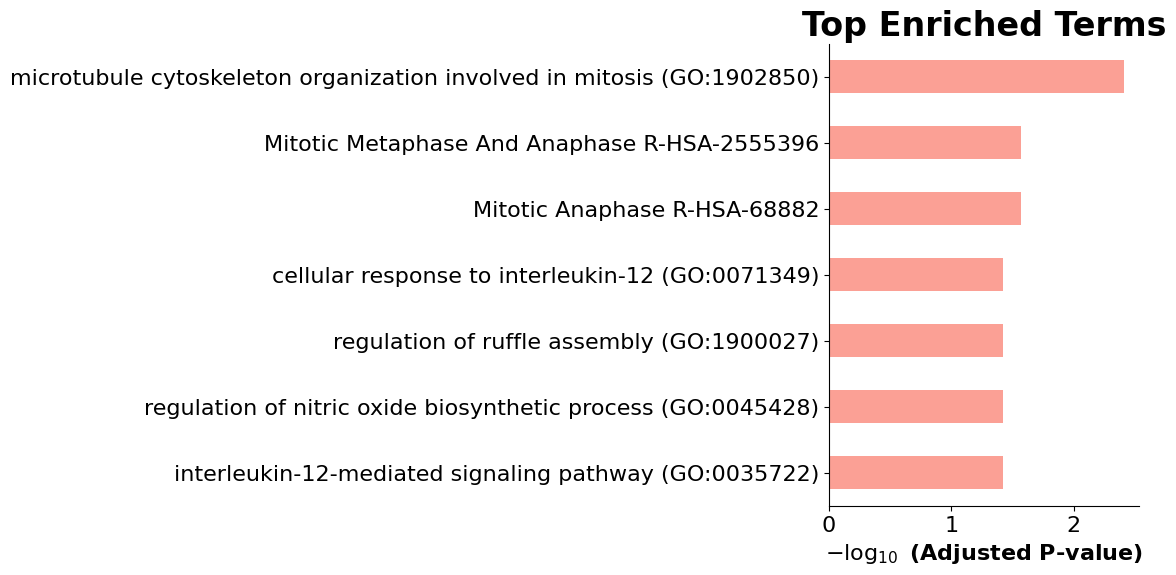 Top Enriched Terms
microtubule cytoskeleton organization involved in mitosis (GO:1902850)
Mitotic Metaphase And Anaphase R-HSA-2555396
Mitotic Anaphase R-HSA-68882
cellular response to interleukin-12 (GO:0071349)
regulation of ruffle assembly (GO:1900027)
regulation of nitric oxide biosynthetic process (GO:0045428)
interleukin-12-mediated signaling pathway (GO:0035722)
0 1 2
−log₁₀ (Adjusted P-value)